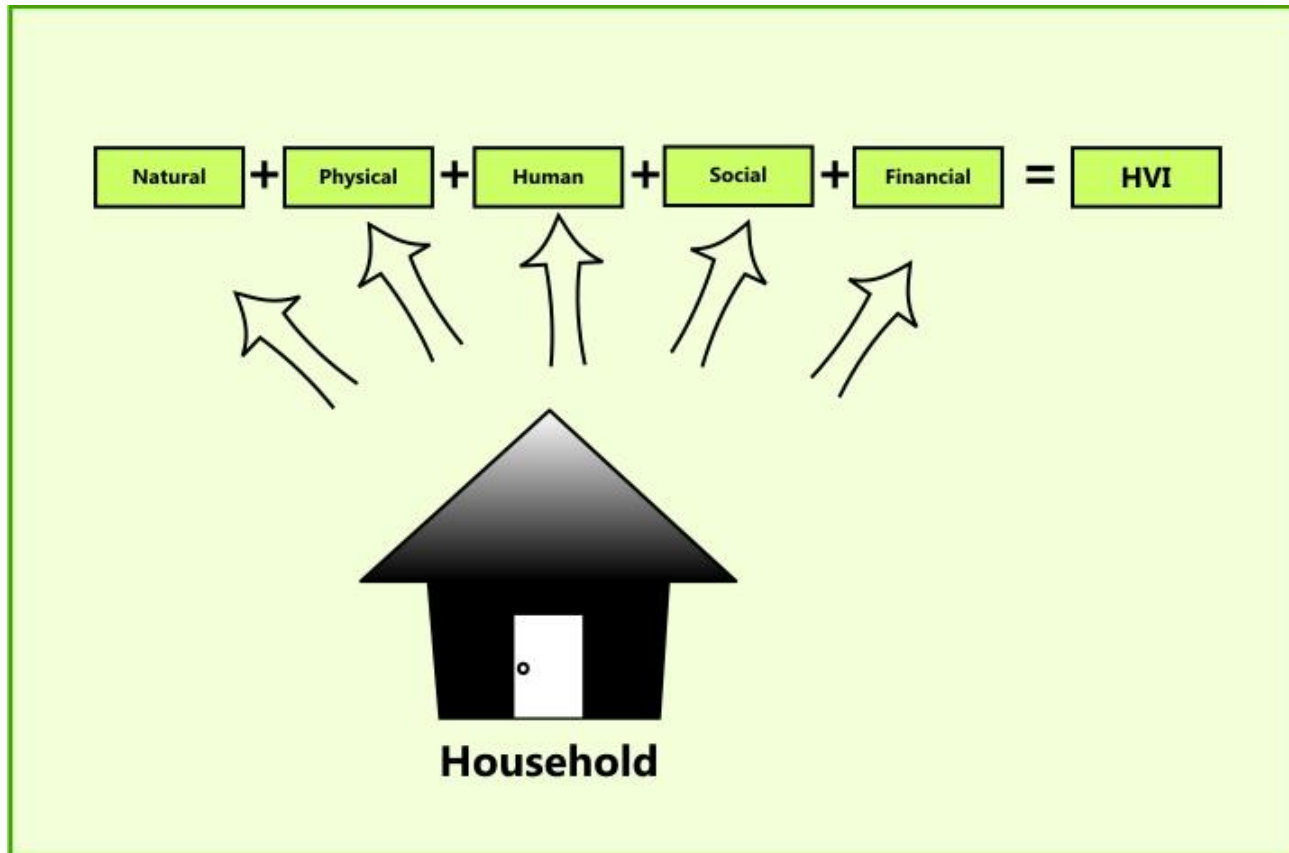 Natural + Physical + Human + Social + Financial = HVI
Household